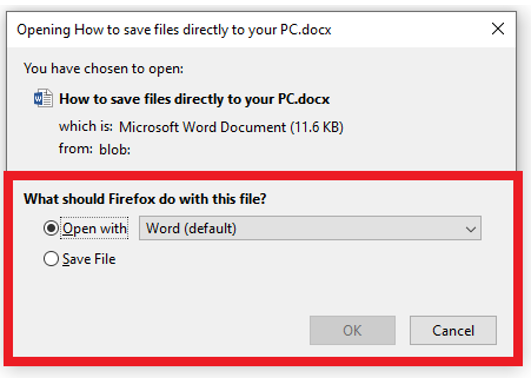 Opening How to save files directly to your PC.docx
You have chosen to open:
How to save files directly to your PC.docx
which is: Microsoft Word Document (11.6 KB)
from: blob:
What should Firefox do with this file?
Open with Word (default)
Save File
OK Cancel